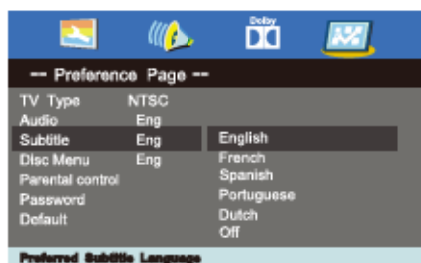 Dolby
-- Preference Page --
TV Type NTSC
Audio Eng
Subtitle Eng English
Disc Menu Eng French
Parental control Spanish
Password Portuguese
Default Dutch
Off
Preferred Subtitle Language